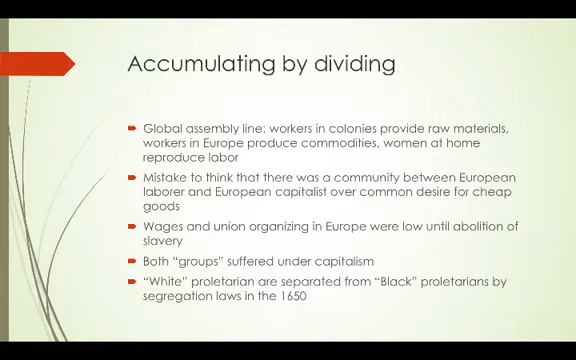 Accumulating by dividing
Global assembly line: workers in colonies provide raw materials,
workers in Europe produce commodities, women at home
reproduce labor
Mistake to think that there was a community between European
laborer and European capitalist over common desire for cheap
goods
Wages and union organizing in Europe were low until abolition of
slavery
Both “groups” suffered under capitalism
“White” proletarian are separated from “Black” proletarians by
segregation laws in the 1650